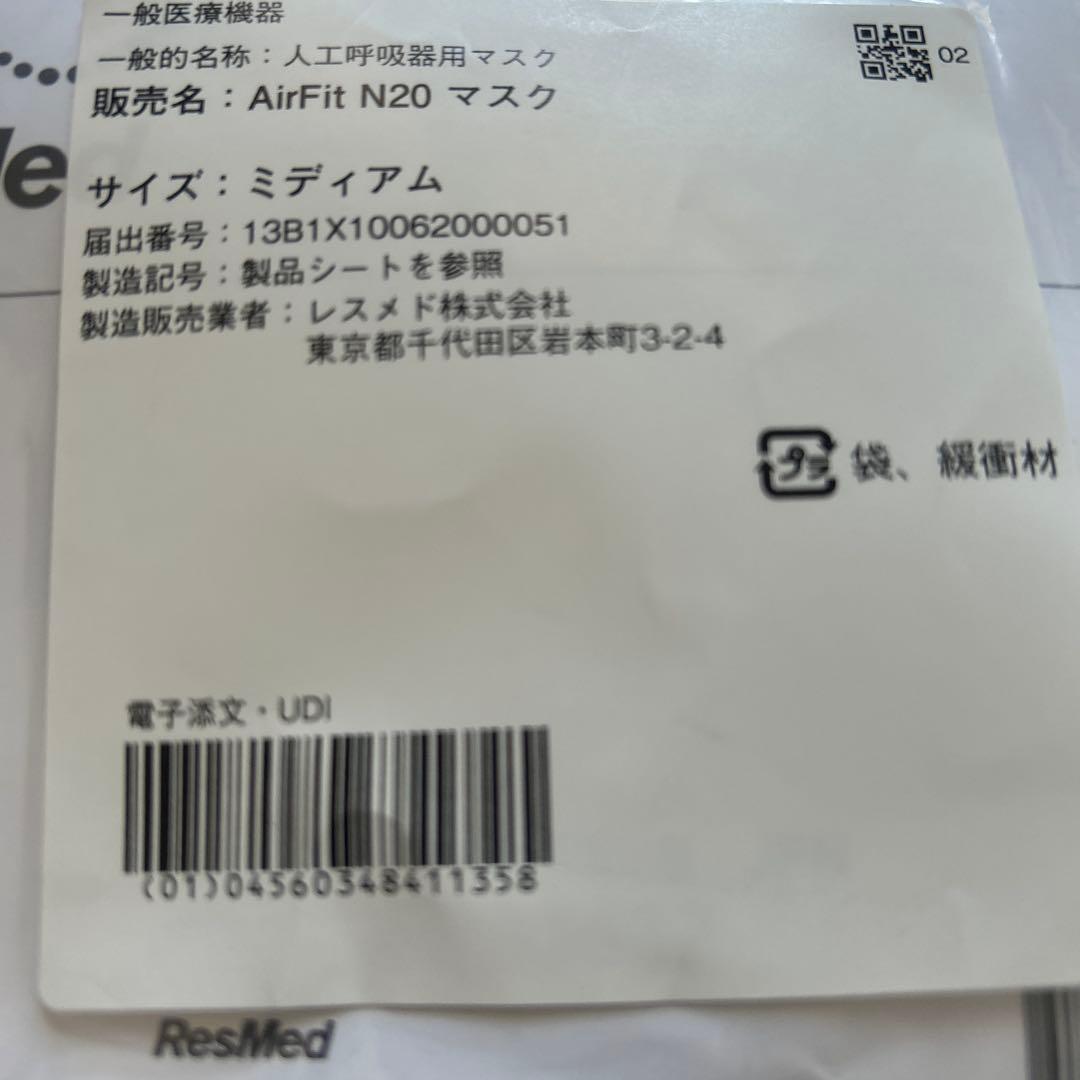 一般医療機器
一般的名称：人工呼吸器用マスク
02
販売名：AirFit N20 マスク
サイズ：ミディアム
届出番号：13B1X10062000051
製造記号：製品シートを参照
製造販売業者：レスメド株式会社
東京都千代田区岩本町3-2-4
プラ 袋、緩衝材
電子添文・UDI
(01)04560348411358
ResMed